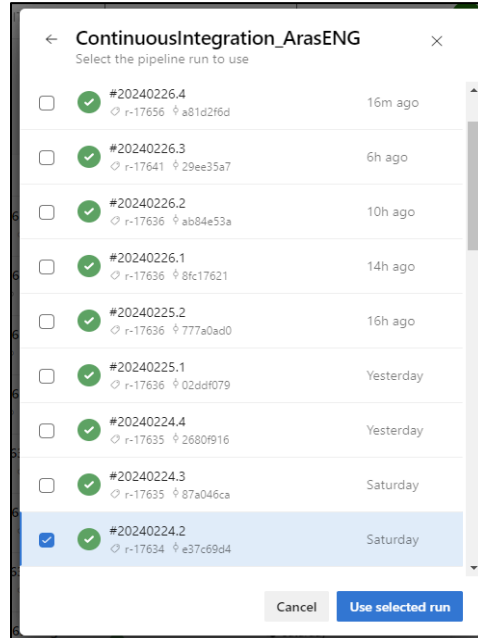 ContinuousIntegration_ArasENG
Select the pipeline run to use
#20240226.4
r-17656 a81d2f6d
16m ago
#20240226.3
r-17641 29ee35a7
6h ago
#20240226.2
r-17636 ab84e53a
10h ago
#20240226.1
r-17636 8fc17621
14h ago
#20240225.2
r-17636 777a0ad0
16h ago
#20240225.1
r-17636 02ddf079
Yesterday
#20240224.4
r-17635 2680f916
Yesterday
#20240224.3
r-17635 87a046ca
Saturday
#20240224.2
r-17634 e37c69d4
Saturday
Cancel
Use selected run